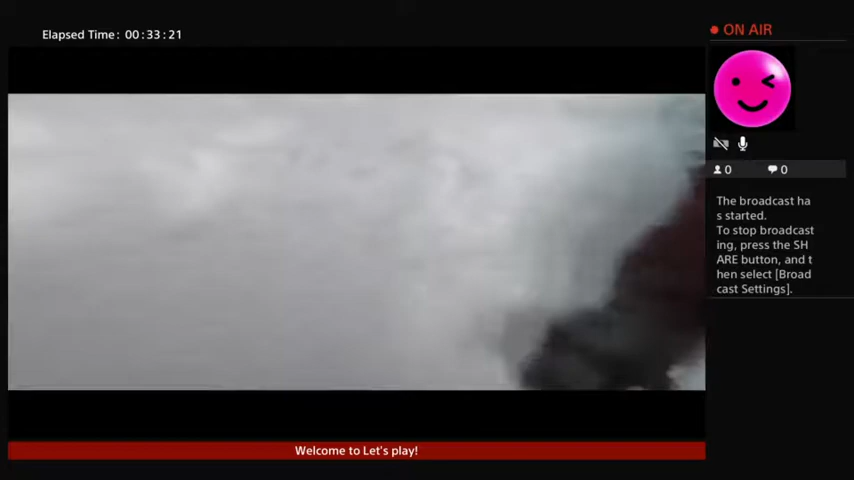 Elapsed Time: 00:33:21
ON AIR
0 0
The broadcast ha
s started.
To stop broadcast
ing, press the SH
ARE button, and t
hen select [Broad
cast Settings].
Welcome to Let's play!